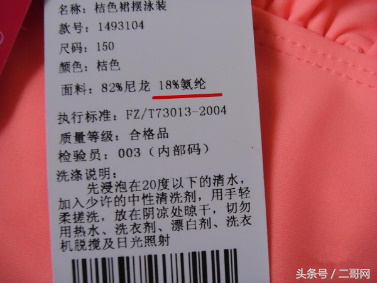 名称：桔色裙摆泳装
款号：1493104
尺码：150
颜色：桔色
面料：82%尼龙 18%氨纶
执行标准：FZ/T73013-2004
质量等级：合格品
检验员：003（内部码）
洗涤说明：
先浸泡在20度以下的清水，
加入少许的中性清洗剂，用手轻
柔搓洗，放在阴凉处晾干，切勿
用热水、洗衣剂、漂白剂、洗衣
机脱搅及日光照射
头条号／二哥网